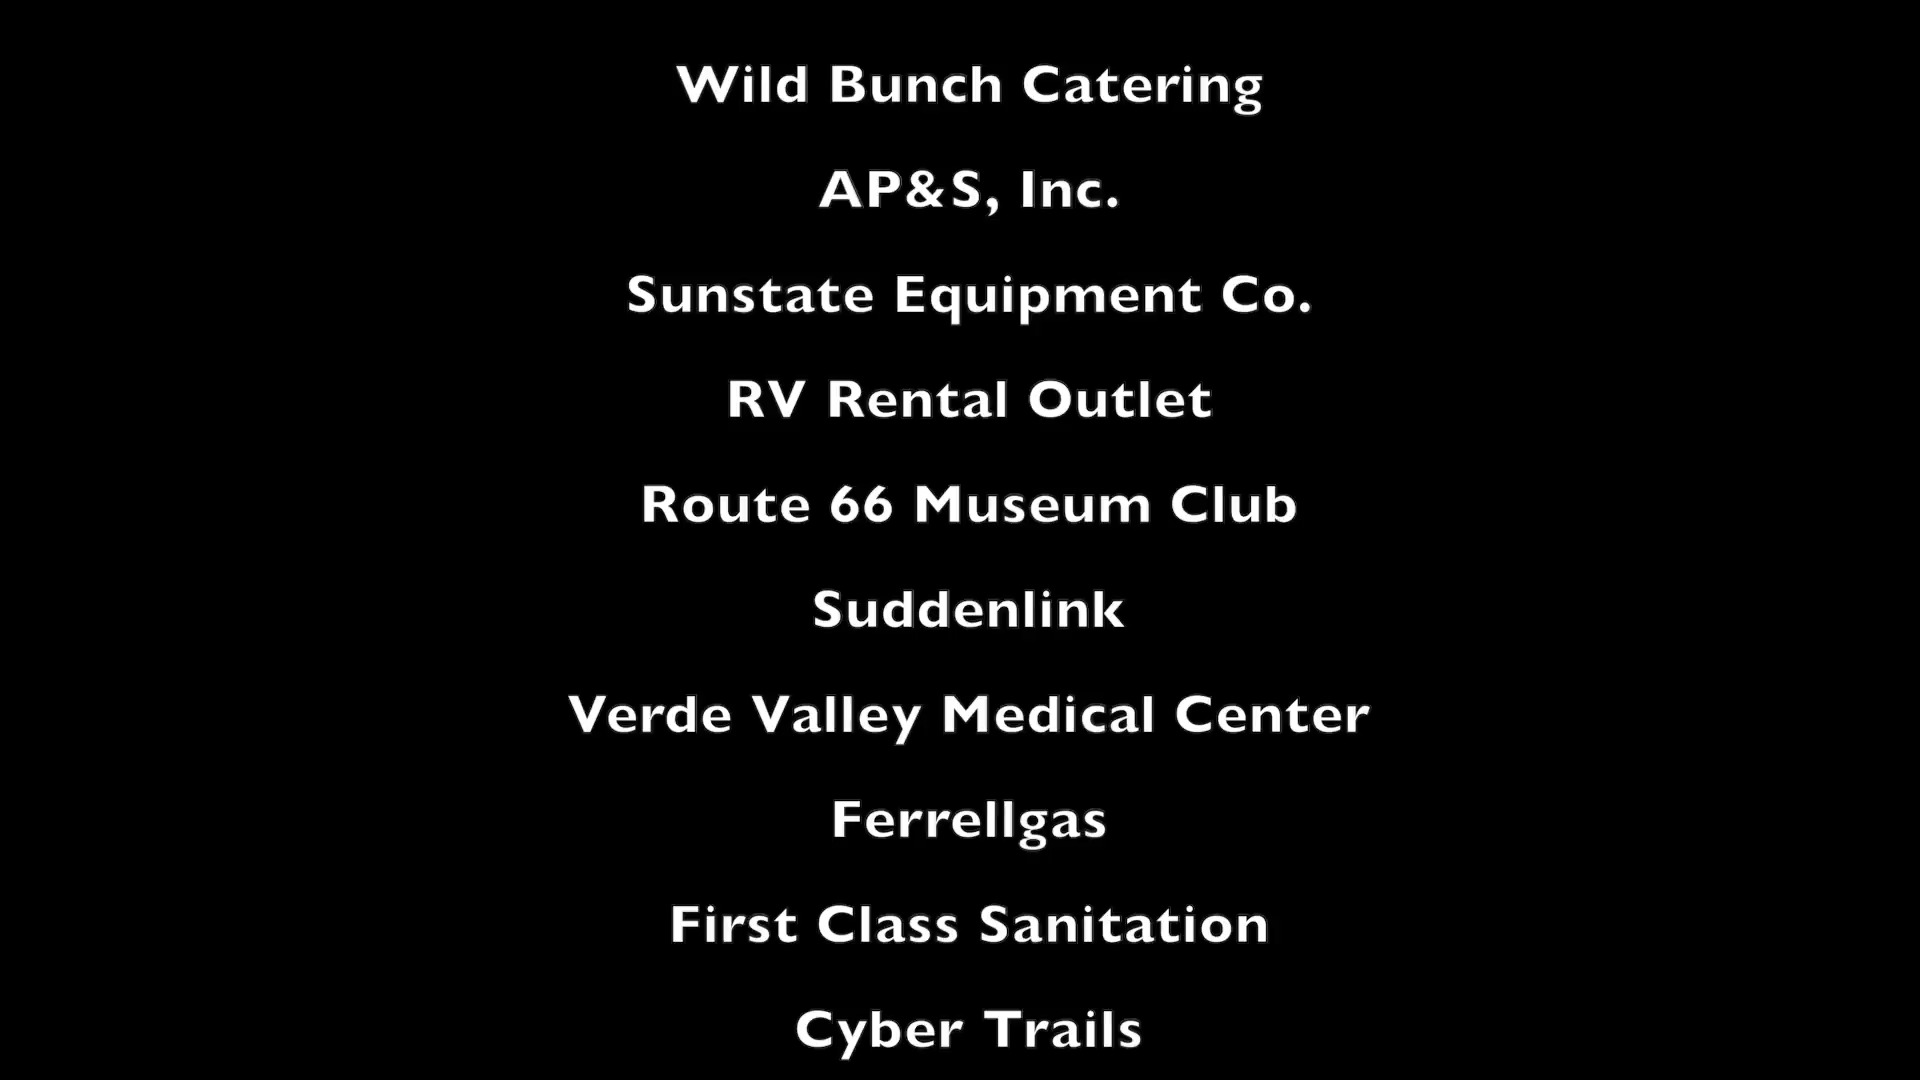 Wild Bunch Catering
AP&S, Inc.
Sunstate Equipment Co.
RV Rental Outlet
Route 66 Museum Club
Suddenlink
Verde Valley Medical Center
Ferrellgas
First Class Sanitation
Cyber Trails